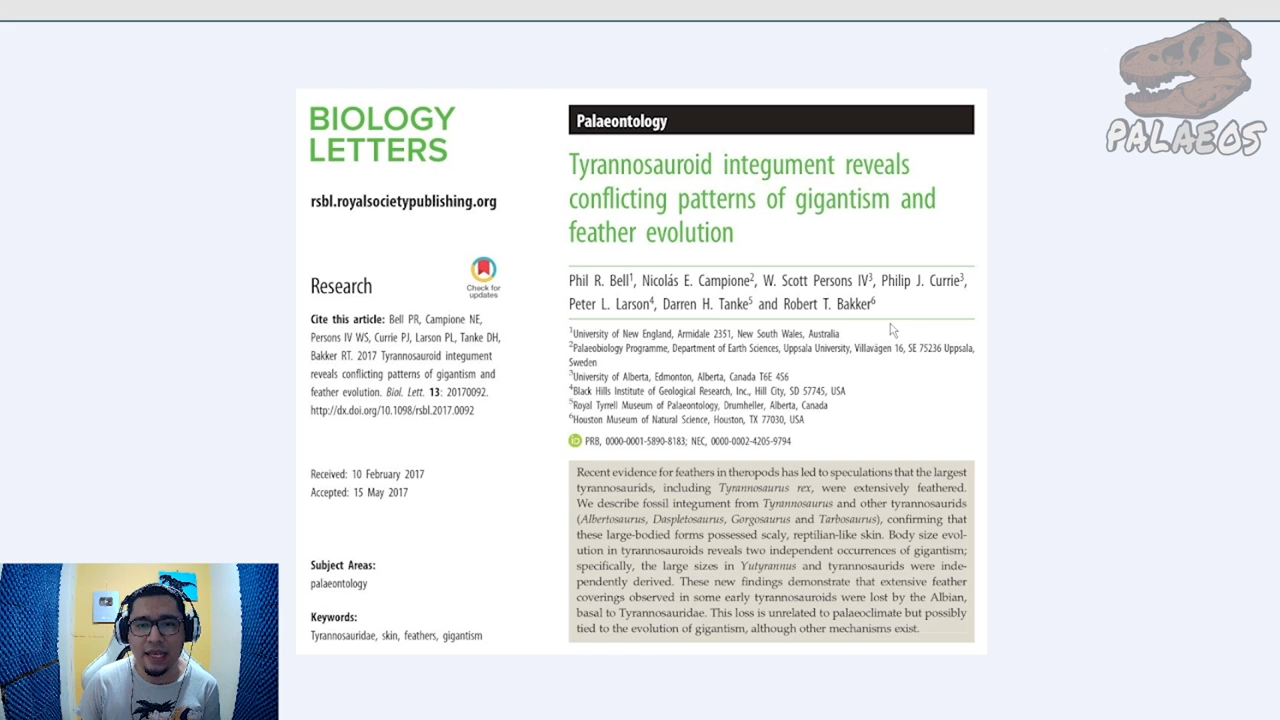 PALAEOS
BIOLOGY
LETTERS
rsbl.royalsocietypublishing.org
Research
Check for
updates
Cite this article: Bell PR, Campione NE,
Persons IV WS, Currie PJ, Larson PL, Tanke DH,
Bakker RT. 2017 Tyrannosauroid integument
reveals conflicting patterns of gigantism and
feather evolution. Biol. Lett. 13: 20170092.
http://dx.doi.org/10.1098/rsbl.2017.0092
Received: 10 February 2017
Accepted: 15 May 2017
Subject Areas:
palaeontology
Keywords:
Tyrannosauridae, skin, feathers, gigantism
Palaeontology
Tyrannosauroid integument reveals
conflicting patterns of gigantism and
feather evolution
Phil R. Bell1, Nicolás E. Campione2, W. Scott Persons IV3, Philip J. Currie3,
Peter L. Larson4, Darren H. Tanke5 and Robert T. Bakker6
1University of New England, Armidale 2351, New South Wales, Australia
2Palaeobiology Programme, Department of Earth Sciences, Uppsala University, Villavägen 16, SE 75236 Uppsala,
Sweden
3University of Alberta, Edmonton, Alberta, Canada T6E 4S6
4Black Hills Institute of Geological Research, Inc., Hill City, SD 57745, USA
5Royal Tyrrell Museum of Palaeontology, Drumheller, Alberta, Canada
6Houston Museum of Natural Science, Houston, TX 77030, USA
iD PRB, 0000-0001-5890-8183; NEC, 0000-0002-4205-9794
Recent evidence for feathers in theropods has led to speculations that the largest
tyrannosaurids, including Tyrannosaurus rex, were extensively feathered.
We describe fossil integument from Tyrannosaurus and other tyrannosaurids
(Albertosaurus, Daspletosaurus, Gorgosaurus and Tarbosaurus), confirming that
these large-bodied forms possessed scaly, reptilian-like skin. Body size evol-
ution in tyrannosauroids reveals two independent occurrences of gigantism;
specifically, the large sizes in Yutyrannus and tyrannosaurids were inde-
pendently derived. These new findings demonstrate that extensive feather
coverings observed in some early tyrannosauroids were lost by the Albian,
basal to Tyrannosauridae. This loss is unrelated to palaeoclimate but possibly
tied to the evolution of gigantism, although other mechanisms exist.